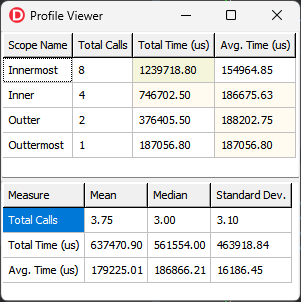 Profile Viewer
Scope Name Total Calls Total Time (us) Avg. Time (us)
Innermost 8 1239718.80 154964.85
Inner 4 746702.50 186675.63
Outter 2 376405.50 188202.75
Outtermost 1 187056.80 187056.80
Measure Mean Median Standard Dev.
Total Calls 3.75 3.00 3.10
Total Time (us) 637470.90 561554.00 463918.84
Avg. Time (us) 179225.01 186866.21 16186.45